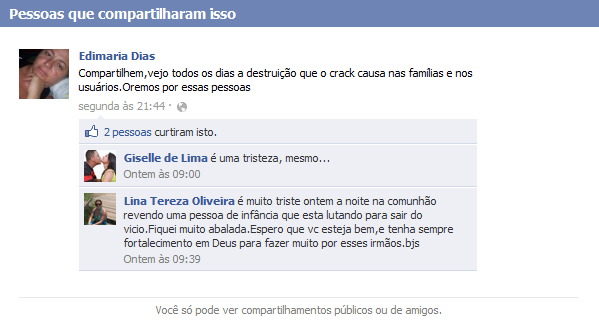 Pessoas que compartilharam isso
Edimaria Dias
Compartilhem,vejo todos os dias a destruição que o crack causa nas famílias e nos
usuários.Oremos por essas pessoas
segunda às 21:44 ·
2 pessoas curtiram isto.
Giselle de Lima é uma tristeza, mesmo...
Ontem às 09:00
Lina Tereza Oliveira é muito triste ontem a noite na comunhão
revendo uma pessoa de infância que esta lutando para sair do
vicio.Fiquei muito abalada.Espero que vc esteja bem,e tenha sempre
fortalecimento em Deus para fazer muito por esses irmãos.bjs
Ontem às 09:39
Você só pode ver compartilhamentos públicos ou de amigos.